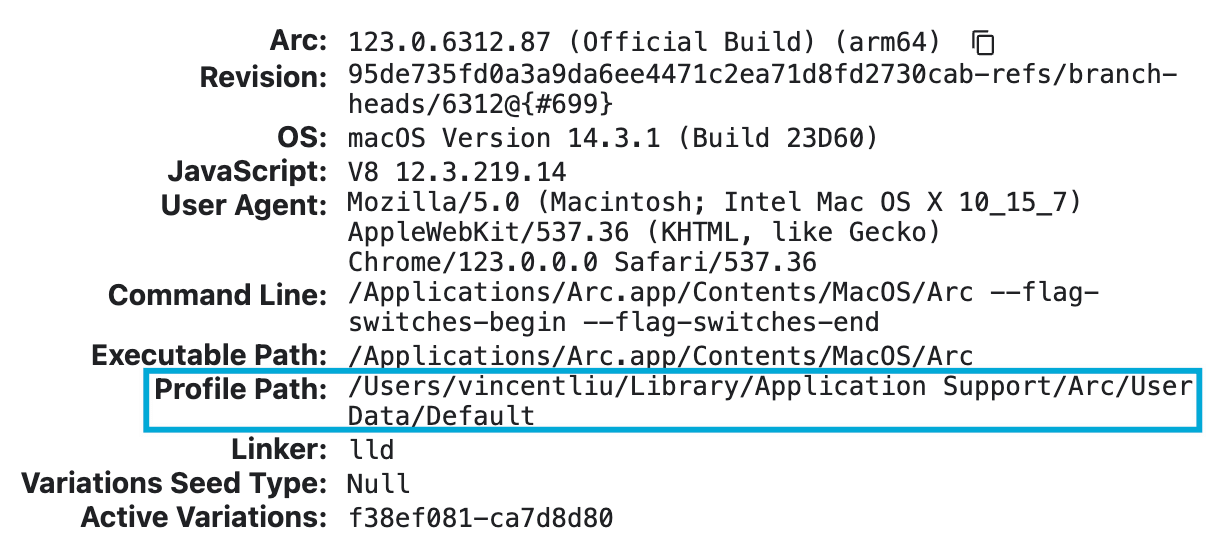 Arc: 123.0.6312.87 (Official Build) (arm64)
Revision: 95de735fd0a3a9da6ee4471c2ea71d8fd2730cab-refs/branch-
heads/6312@{#699}
OS: macOS Version 14.3.1 (Build 23D60)
JavaScript: V8 12.3.219.14
User Agent: Mozilla/5.0 (Macintosh; Intel Mac OS X 10_15_7)
AppleWebKit/537.36 (KHTML, like Gecko)
Chrome/123.0.0.0 Safari/537.36
Command Line: /Applications/Arc.app/Contents/MacOS/Arc --flag-
switches-begin --flag-switches-end
Executable Path: /Applications/Arc.app/Contents/MacOS/Arc
Profile Path: /Users/vincentliu/Library/Application Support/Arc/User
Data/Default
Linker: lld
Variations Seed Type: Null
Active Variations: f38ef081-ca7d8d80